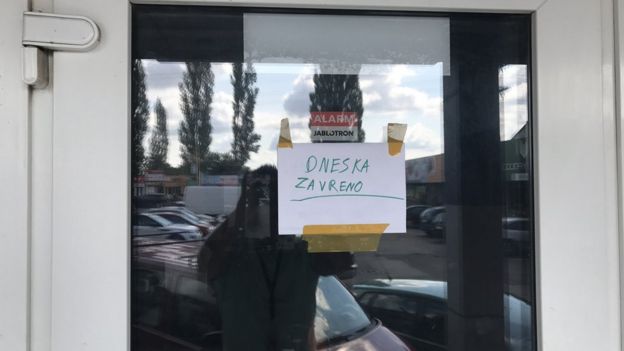 ALARM
JABLOTRON
DNESKA
ZAVRENO